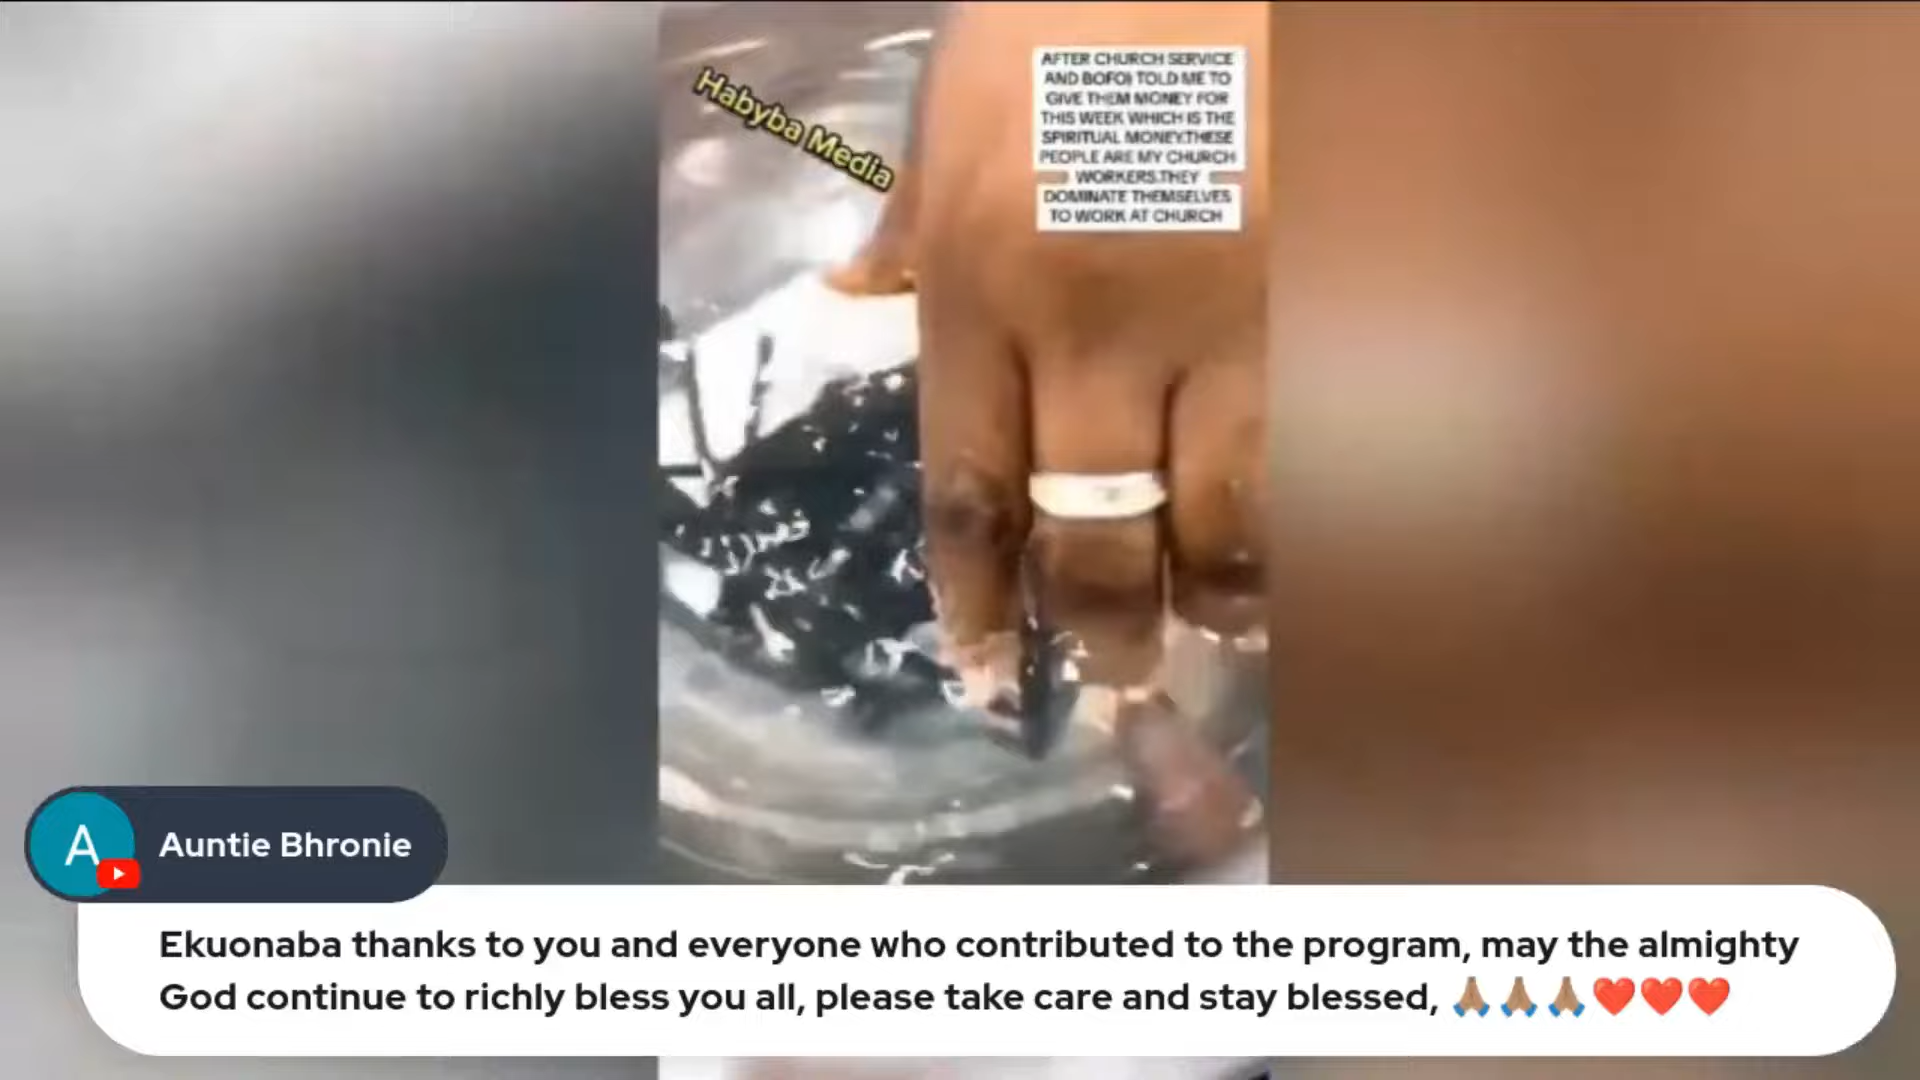 Habyba Media
AFTER CHURCH SERVICE
AND BOFOI TOLD ME TO
GIVE THEM MONEY FOR
THIS WEEK WHICH IS THE
SPIRITUAL MONEY.THESE
PEOPLE ARE MY CHURCH
WORKERS.THEY
DOMINATE THEMSELVES
TO WORK AT CHURCH
A
Auntie Bhronie
Ekuonaba thanks to you and everyone who contributed to the program, may the almighty
God continue to richly bless you all, please take care and stay blessed, 🙏🏽🙏🏽🙏🏽❤️❤️❤️